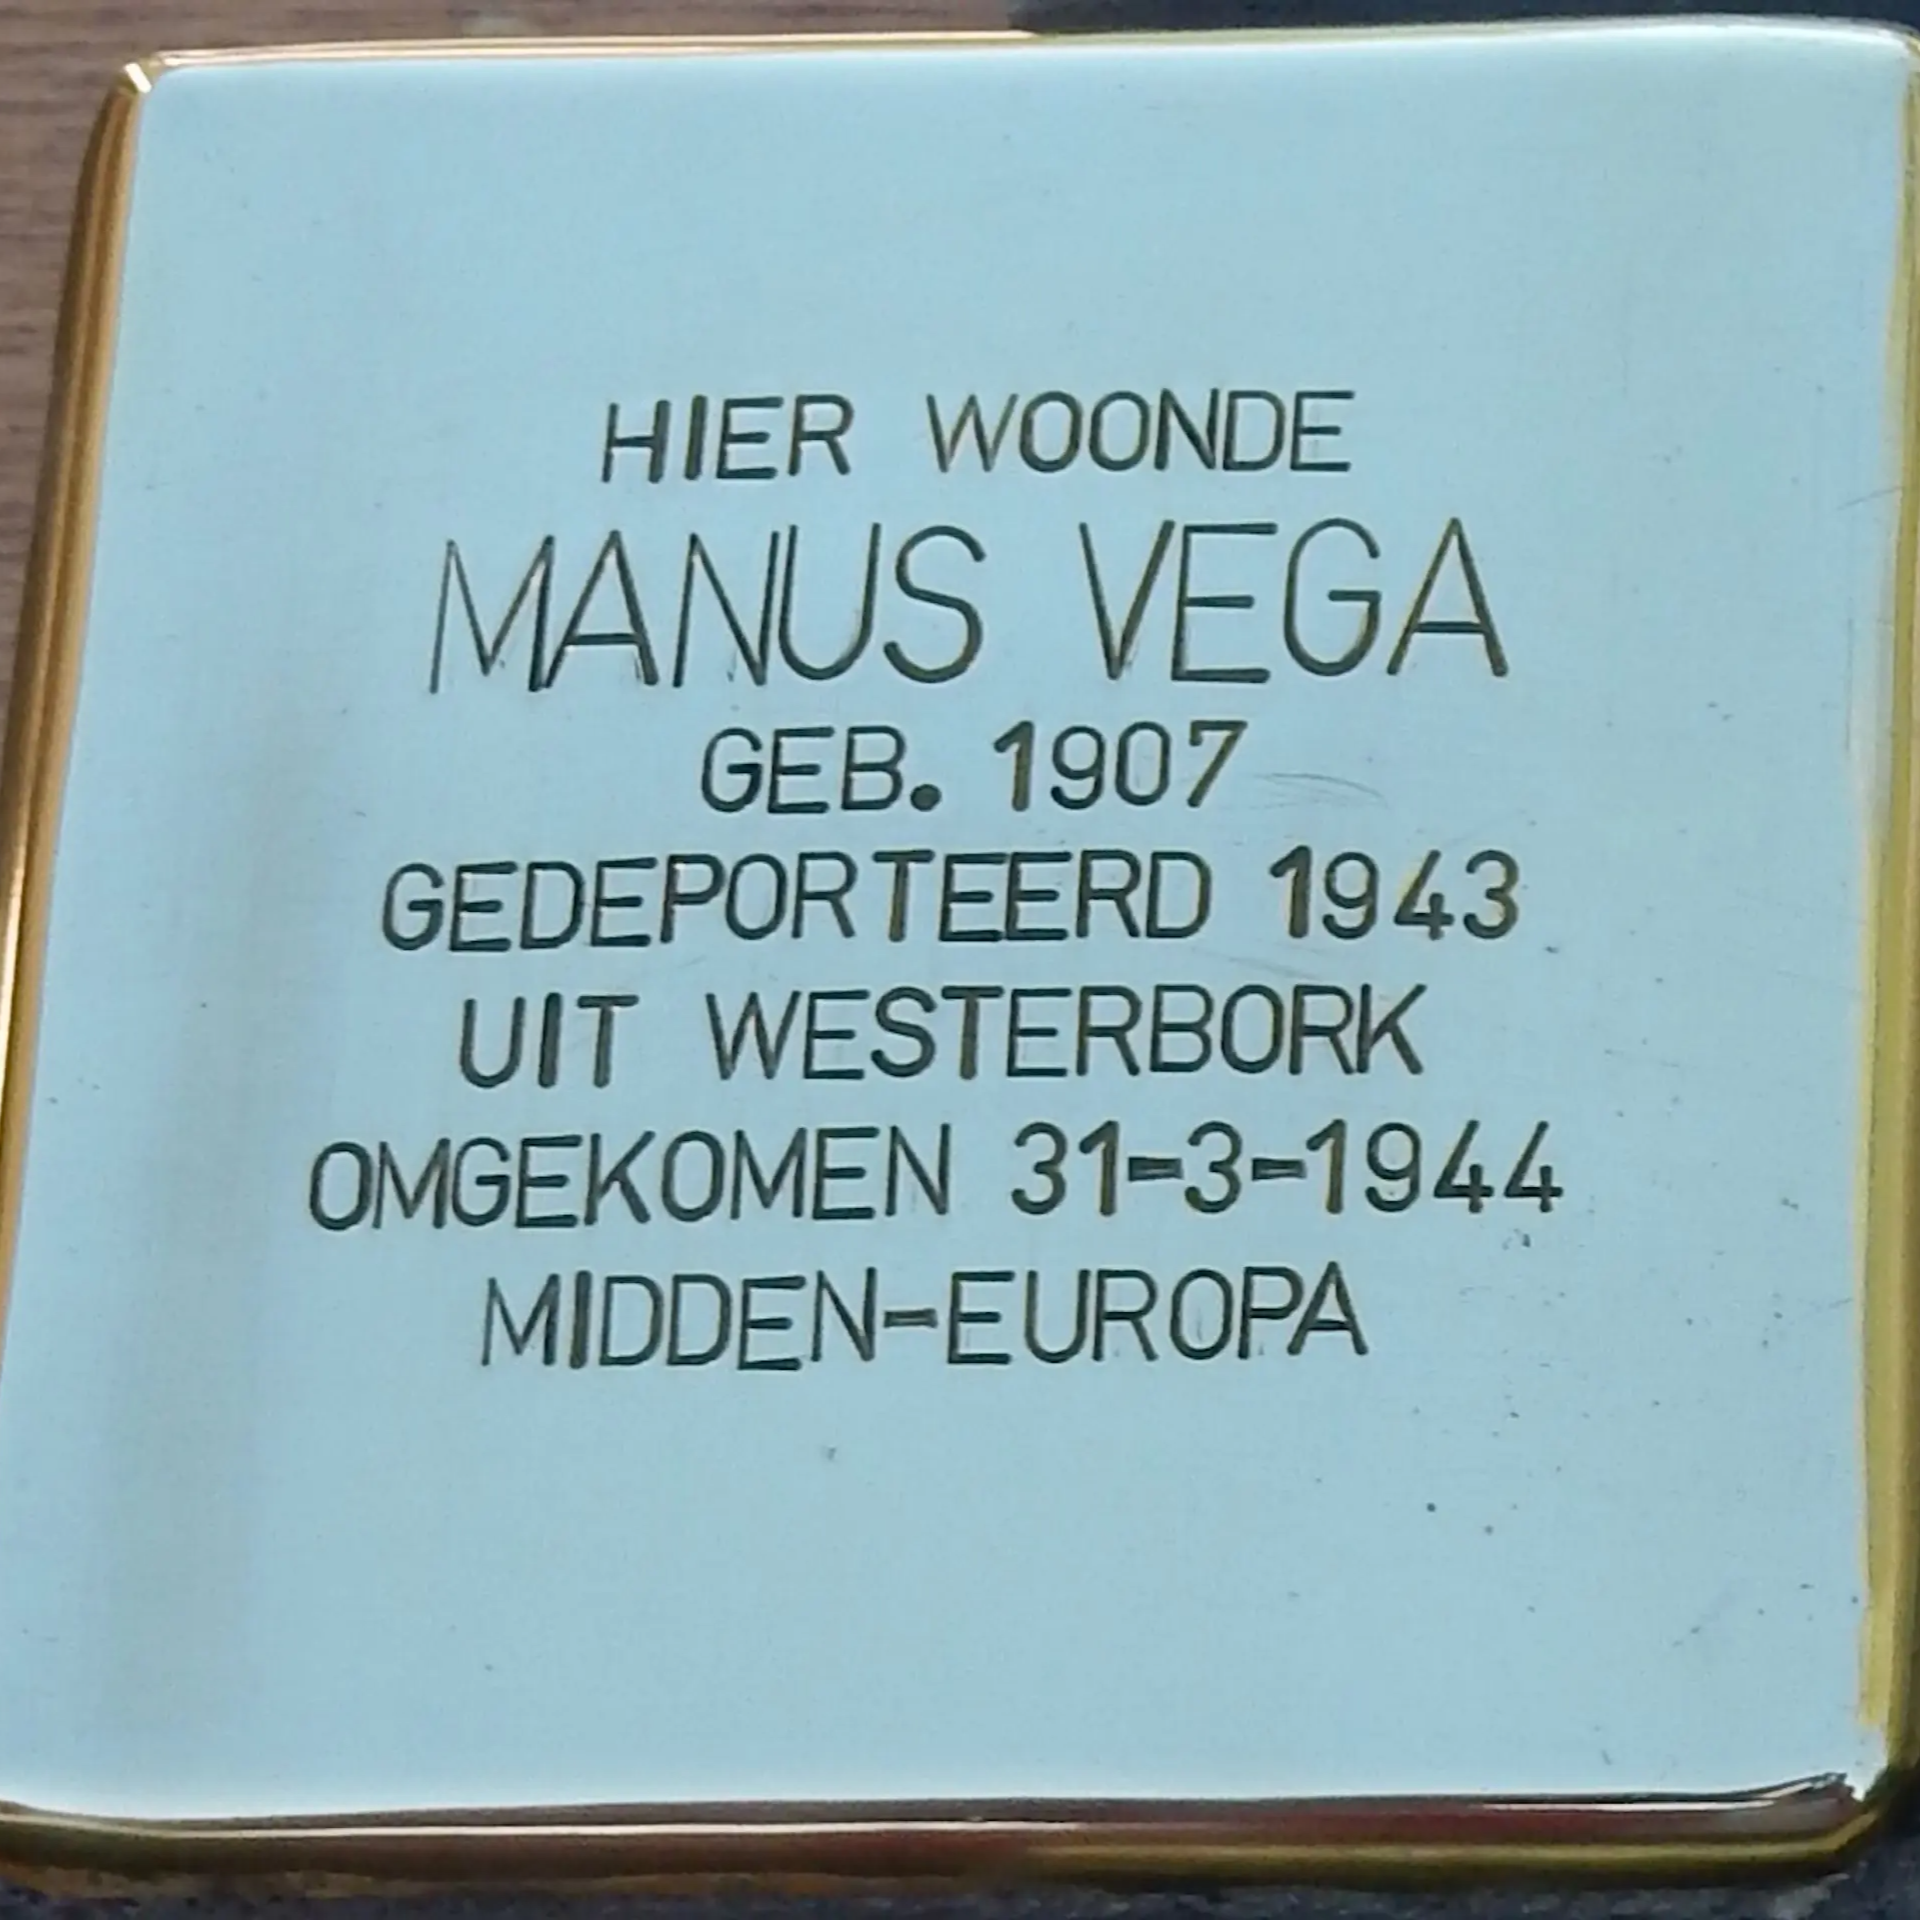 HIER WOONDE
MANUS VEGA
GEB. 1907
GEDEPORTEERD 1943
UIT WESTERBORK
OMGEKOMEN 31-3-1944
MIDDEN-EUROPA